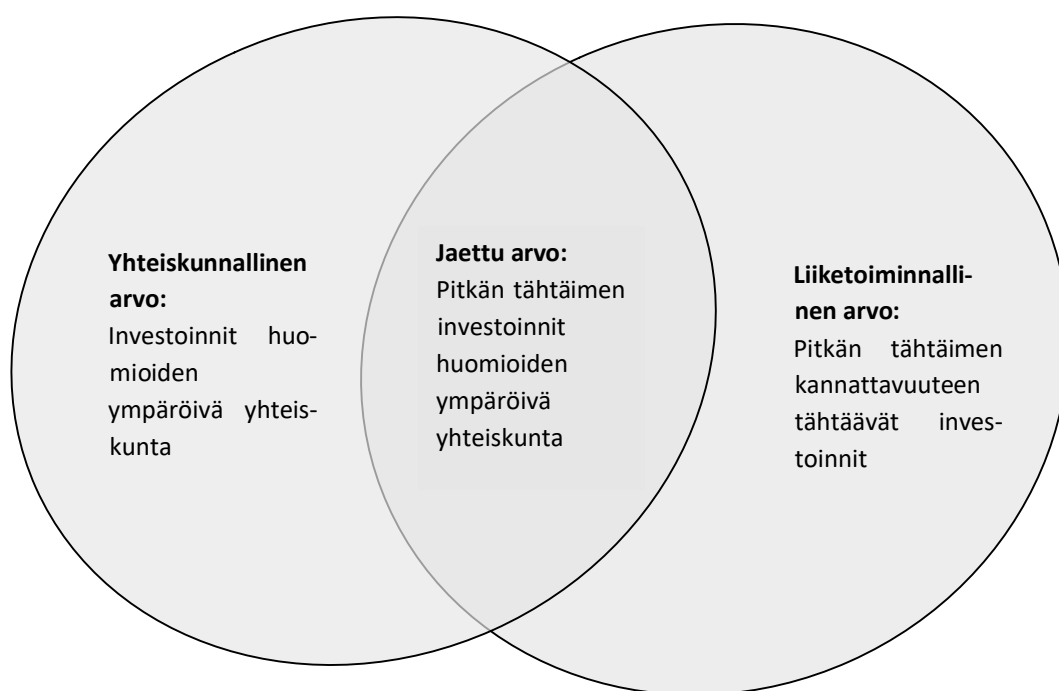 Yhteiskunnallinen
arvo:
Investoinnit huo-
mioiden
ympäröivä yhteis-
kunta
Jaettu arvo:
Pitkän tähtäimen
investoinnit
huomioiden
ympäröivä
yhteiskunta
Liiketoiminnalli-
nen arvo:
Pitkän tähtäimen
kannattavuuteen
tähtäävät inves-
toinnit